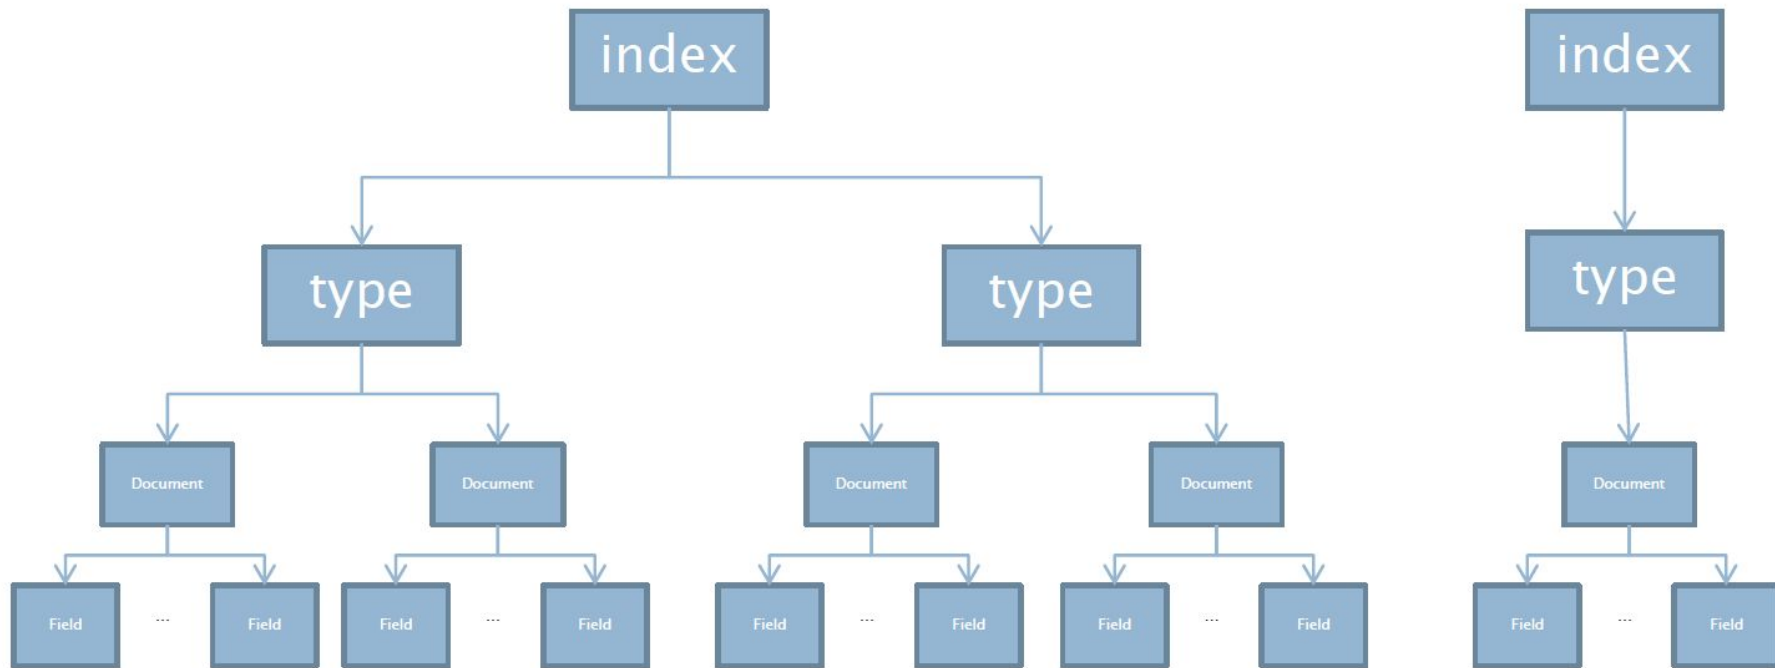 index
index
type
type
type
Document
Document
Document
Document
Document
Field
...
Field
Field
...
Field
Field
...
Field
Field
...
Field
Field
...
Field